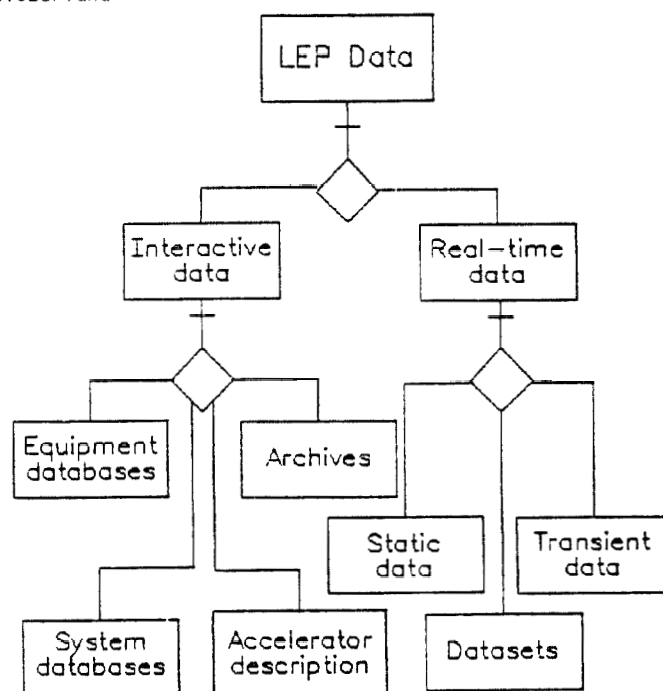 LEP Data
Interactive
data
Real-time
data
Equipment
databases
Archives
Static
data
Transient
data
System
databases
Accelerator
description
Datasets